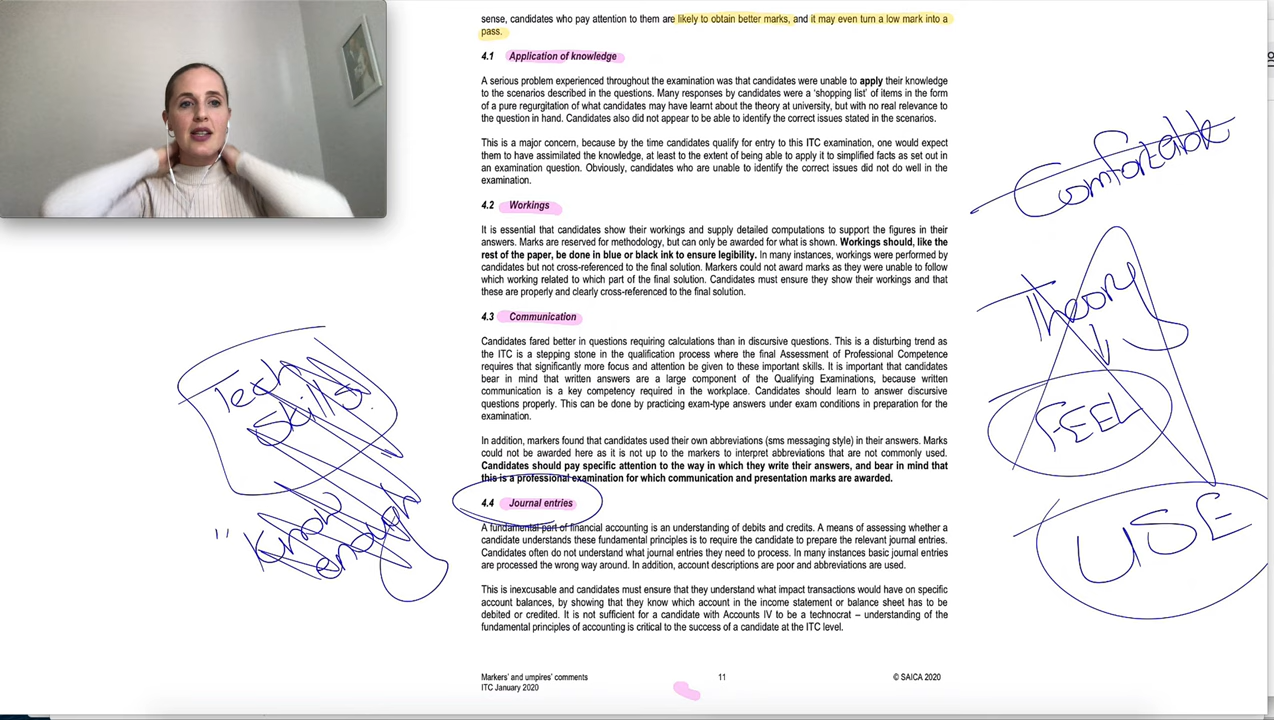 sense, candidates who pay attention to them are likely to obtain better marks, and it may even turn a low mark into a
pass.
4.1 Application of knowledge
A serious problem experienced throughout the examination was that candidates were unable to apply their knowledge
to the scenarios described in the questions. Many responses by candidates were a 'shopping list' of items in the form
of a pure regurgitation of what candidates may have learnt about the theory at university, but with no real relevance to
the question in hand. Candidates also did not appear to be able to identify the correct issues stated in the scenarios.
This is a major concern, because by the time candidates qualify for entry to this ITC examination, one would expect
them to have assimilated the knowledge, at least to the extent of being able to apply it to simplified facts as set out in
an examination question. Obviously, candidates who are unable to identify the correct issues did not do well in the
examination.
4.2 Workings
It is essential that candidates show their workings and supply detailed computations to support the figures in their
answers. Marks are reserved for methodology, but can only be awarded for what is shown. Workings should, like the
rest of the paper, be done in blue or black ink to ensure legibility. In many instances, workings were performed by
candidates but not cross-referenced to the final solution. Markers could not award marks as they were unable to follow
which working related to which part of the final solution. Candidates must ensure they show their workings and that
these are properly and clearly cross-referenced to the final solution.
4.3 Communication
Candidates fared better in questions requiring calculations than in discursive questions. This is a disturbing trend as
the ITC is a stepping stone in the qualification process where the final Assessment of Professional Competence
requires that significantly more focus and attention be given to these important skills. It is important that candidates
bear in mind that written answers are a large component of the Qualifying Examinations, because written
communication is a key competency required in the workplace. Candidates should learn to answer discursive
questions properly. This can be done by practicing exam-type answers under exam conditions in preparation for the
examination.
In addition, markers found that candidates used their own abbreviations (sms messaging style) in their answers. Marks
could not be awarded here as it is not up to the markers to interpret abbreviations that are not commonly used.
Candidates should pay specific attention to the way in which they write their answers, and bear in mind that
this is a professional examination for which communication and presentation marks are awarded.
4.4 Journal entries
A fundamental part of financial accounting is an understanding of debits and credits. A means of assessing whether a
candidate understands these fundamental principles is to require the candidate to prepare the relevant journal entries.
Candidates often do not understand what journal entries they need to process. In many instances basic journal entries
are processed the wrong way around. In addition, account descriptions are poor and abbreviations are used.
This is inexcusable and candidates must ensure that they understand what impact transactions would have on specific
account balances, by showing that they know which account in the income statement or balance sheet has to be
debited or credited. It is not sufficient for a candidate with Accounts IV to be a technocrat – understanding of the
fundamental principles of accounting is critical to the success of a candidate at the ITC level.
Markers' and umpires' comments 11 © SAICA 2020
ITC January 2020
Tech
Skills
"Know
enough
Comfortable
Theory
FEEL
USE